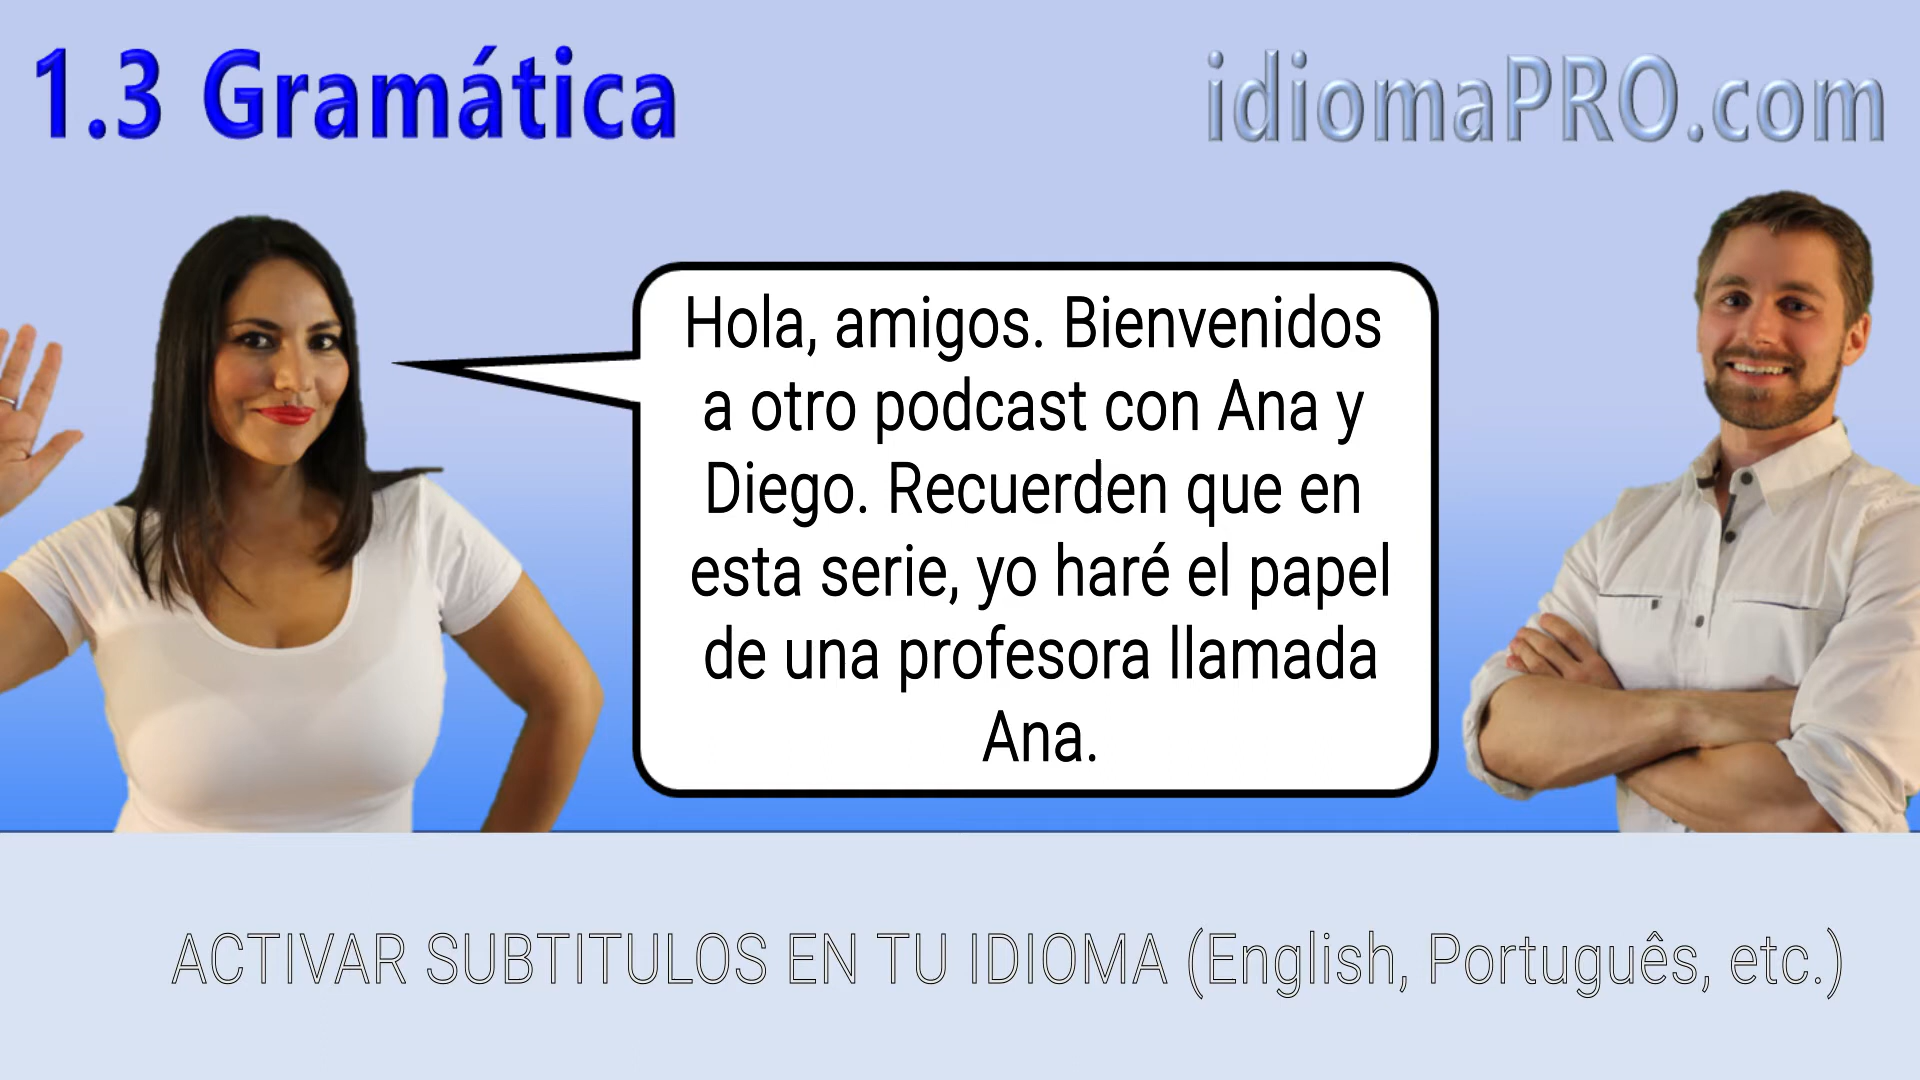 1.3 Gramática
idiomaPRO.com
Hola, amigos. Bienvenidos
a otro podcast con Ana y
Diego. Recuerden que en
esta serie, yo haré el papel
de una profesora llamada
Ana.
ACTIVAR SUBTITULOS EN TU IDIOMA (English, Português, etc.)